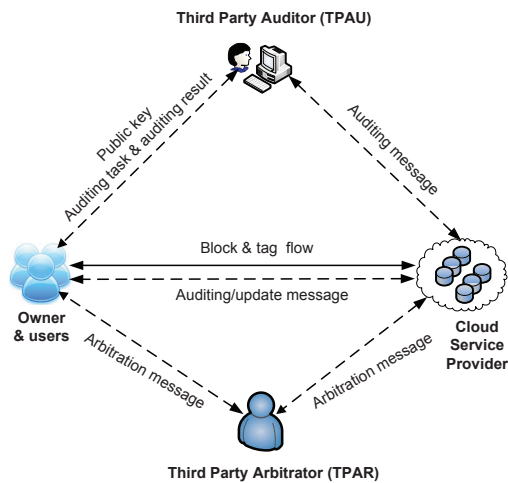 Third Party Auditor (TPAU)
Public key
Auditing task & auditing result
Auditing message
Block & tag flow
Auditing/update message
Owner
& users
Cloud
Service
Provider
Arbitration message
Arbitration message
Third Party Arbitrator (TPAR)